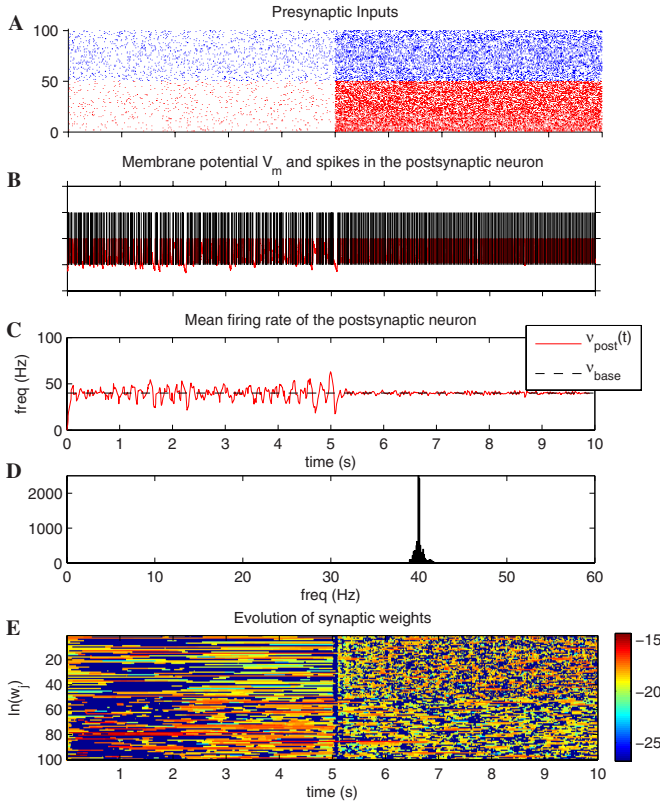 A
Presynaptic Inputs
100
50
0
B
Membrane potential V_m and spikes in the postsynaptic neuron
C
Mean firing rate of the postsynaptic neuron
freq (Hz)
100
50
0
ν_post(t)
ν_base
0 1 2 3 4 5 6 7 8 9 10
time (s)
D
2000
1000
0
0 10 20 30 40 50 60
freq (Hz)
E
Evolution of synaptic weights
ln(w_j)
20
40
60
80
100
−15
−20
−25
1 2 3 4 5 6 7 8 9 10
time (s)